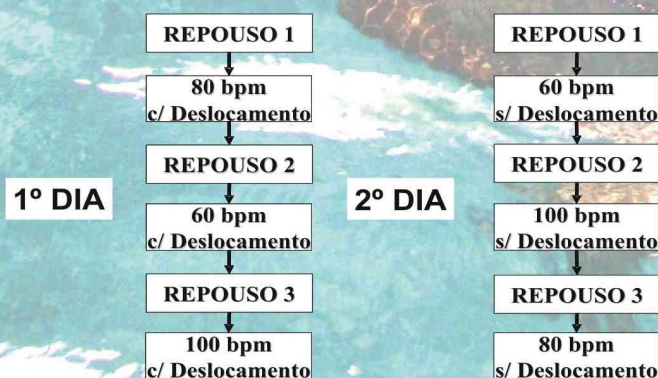 1º DIA
REPOUSO 1
80 bpm
c/ Deslocamento
REPOUSO 2
60 bpm
c/ Deslocamento
REPOUSO 3
100 bpm
c/ Deslocamento
2º DIA
REPOUSO 1
60 bpm
s/ Deslocamento
REPOUSO 2
100 bpm
s/ Deslocamento
REPOUSO 3
80 bpm
s/ Deslocamento